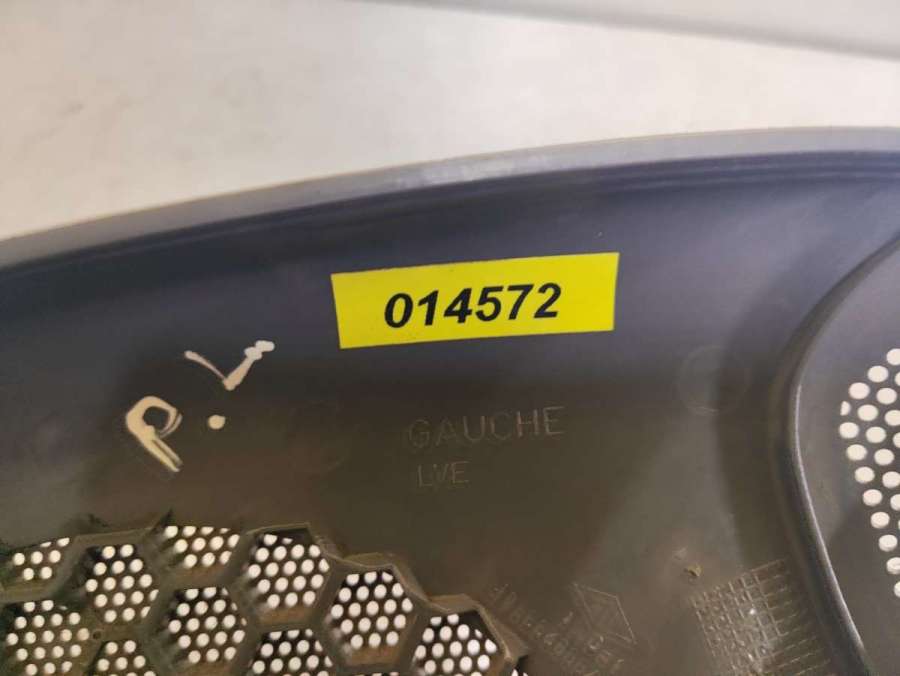 014572
P.L
GAUCHE
LVE